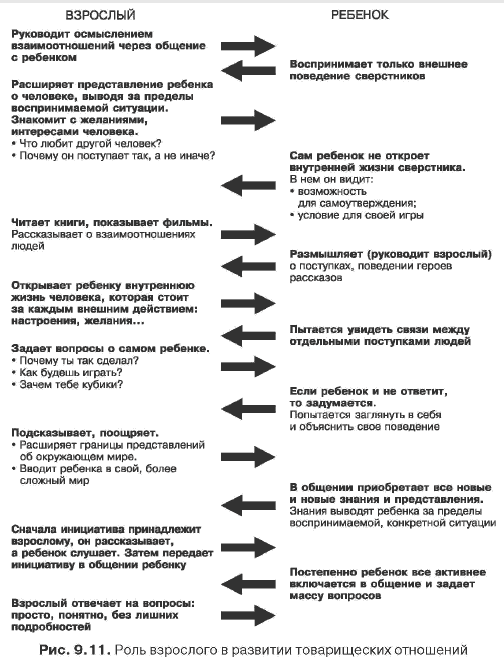 ВЗРОСЛЫЙ
РЕБЕНОК
Руководит осмыслением
взаимоотношений через общение
с ребенком
Воспринимает только внешнее
поведение сверстников
Расширяет представление ребенка
о человеке, выводя за пределы
воспринимаемой ситуации.
Знакомит с желаниями,
интересами человека.
• Что любит другой человек?
• Почему он поступает так, а не иначе?
Сам ребенок не откроет
внутренней жизни сверстника.
В нем он видит:
• возможность
для самоутверждения;
• условие для своей игры
Читает книги, показывает фильмы.
Рассказывает о взаимоотношениях
людей
Размышляет (руководит взрослый)
о поступках, поведении героев
рассказов
Открывает ребенку внутреннюю
жизнь человека, которая стоит
за каждым внешним действием:
настроения, желания...
Пытается увидеть связи между
отдельными поступками людей
Задает вопросы о самом ребенке.
• Почему ты так сделал?
• Как будешь играть?
• Зачем тебе кубики?
Если ребенок и не ответит,
то задумается.
Попытается заглянуть в себя
и объяснить свое поведение
Подсказывает, поощряет.
• Расширяет границы представлений
об окружающем мире.
• Вводит ребенка в свой, более
сложный мир
В общении приобретает все новые
и новые знания и представления.
Знания выводят ребенка за пределы
воспринимаемой, конкретной ситуации
Сначала инициатива принадлежит
взрослому, он рассказывает,
а ребенок слушает. Затем передает
инициативу в общении ребенку
Постепенно ребенок все активнее
включается в общение и задает
массу вопросов
Взрослый отвечает на вопросы:
просто, понятно, без лишних
подробностей
Рис. 9.11. Роль взрослого в развитии товарищеских отношений